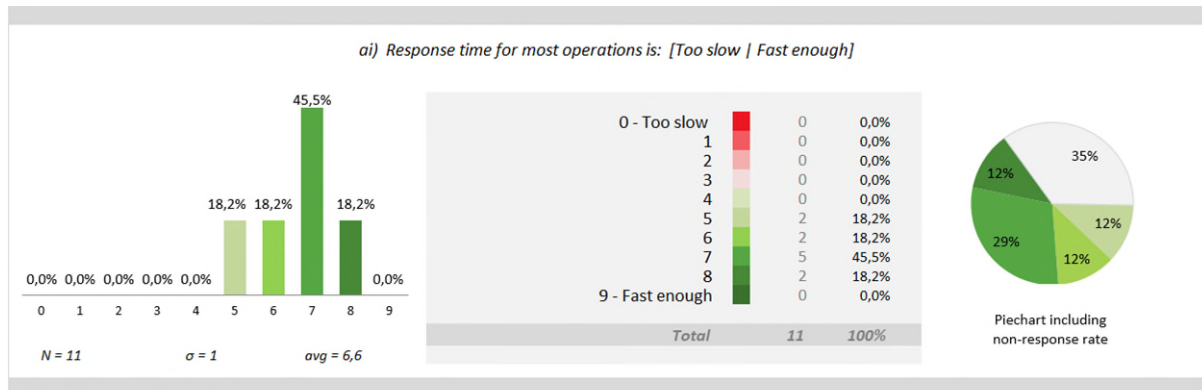 ai) Response time for most operations is: [Too slow | Fast enough]
45,5%
18,2% 18,2% 18,2%
0,0% 0,0% 0,0% 0,0% 0,0% 0,0%
0 1 2 3 4 5 6 7 8 9
N = 11 σ = 1 avg = 6,6
0 - Too slow 0 0,0%
1 0 0,0%
2 0 0,0%
3 0 0,0%
4 0 0,0%
5 2 18,2%
6 2 18,2%
7 5 45,5%
8 2 18,2%
9 - Fast enough 0 0,0%
Total 11 100%
35%
12%
12%
29%
12%
Piechart including
non-response rate